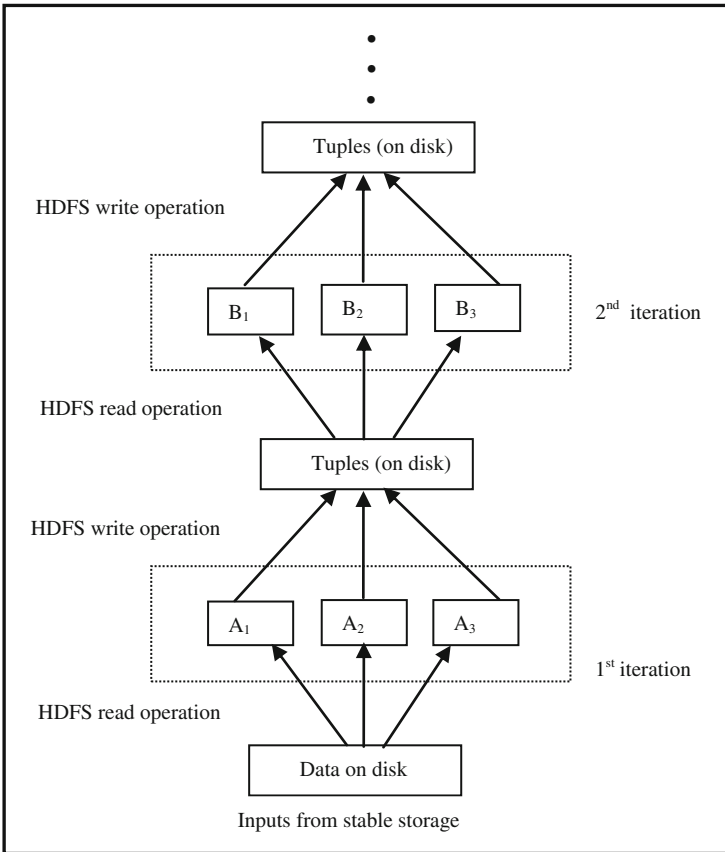 Tuples (on disk)
HDFS write operation
B₁ B₂ B₃
2ⁿᵈ iteration
HDFS read operation
Tuples (on disk)
HDFS write operation
A₁ A₂ A₃
1ˢᵗ iteration
HDFS read operation
Data on disk
Inputs from stable storage